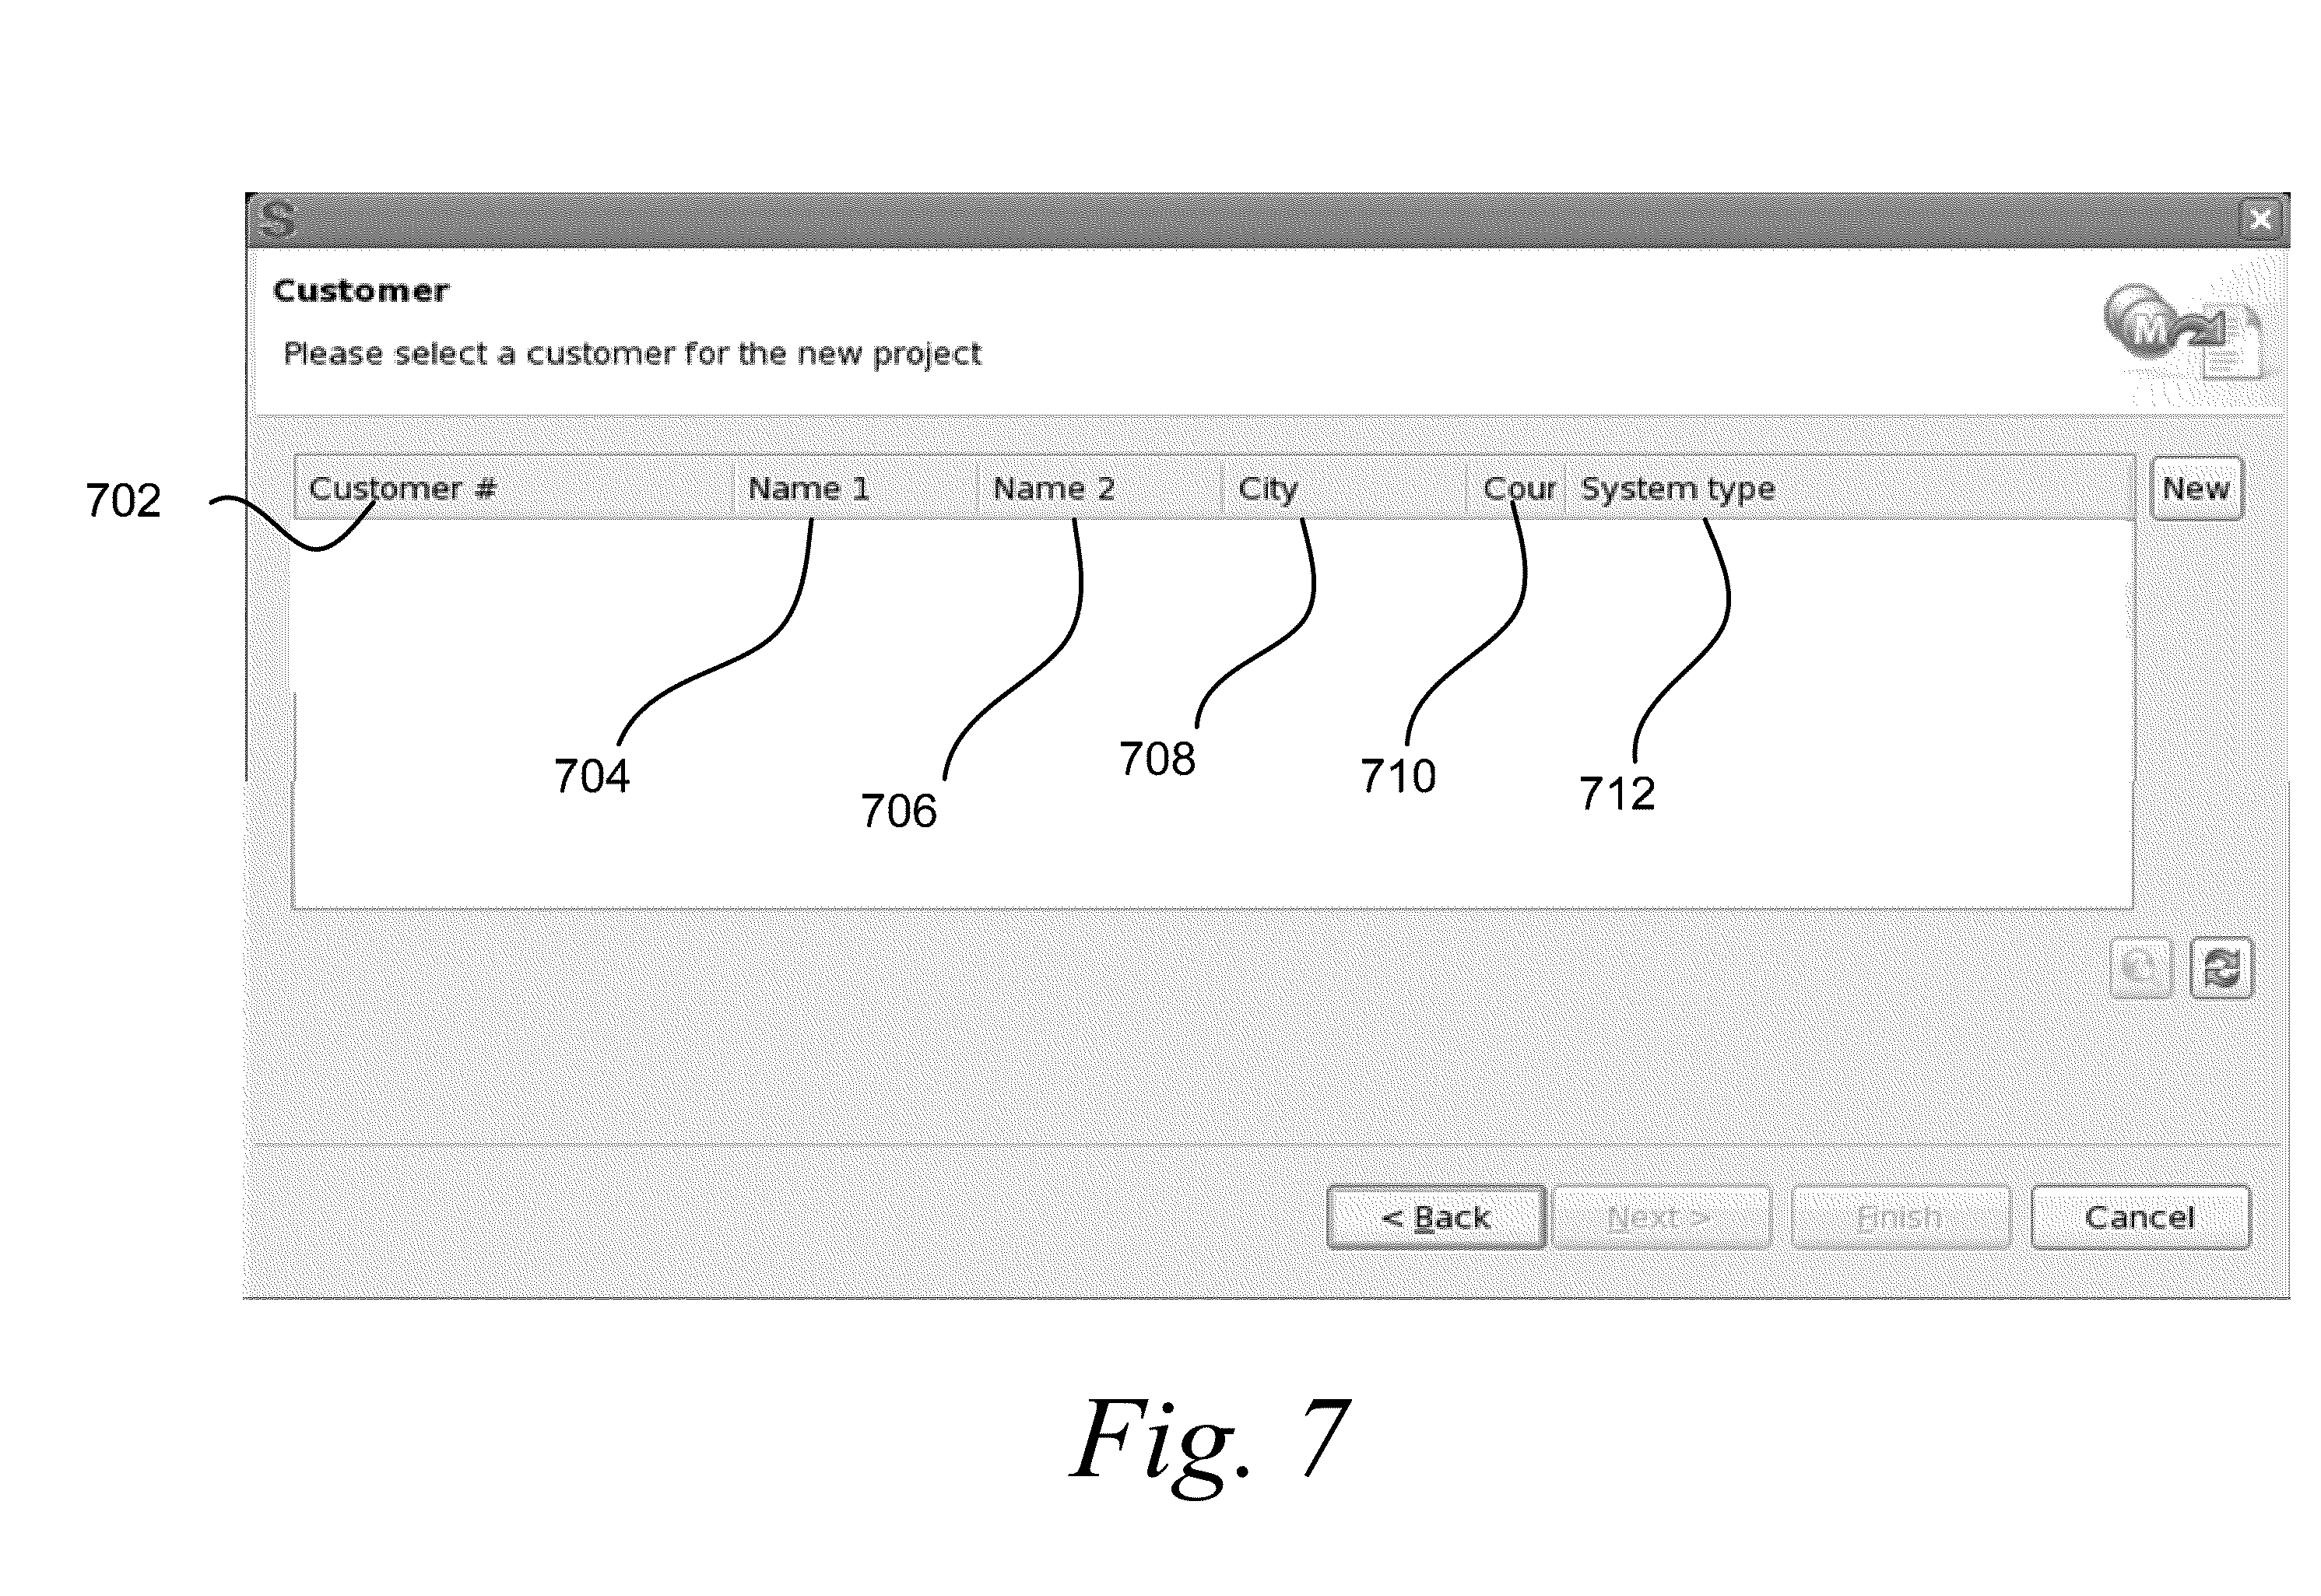 S
Customer
Please select a customer for the new project
M
Customer # Name 1 Name 2 City Cour System type New
702
704 706 708 710 712
< Back Next > Finish Cancel
Fig. 7